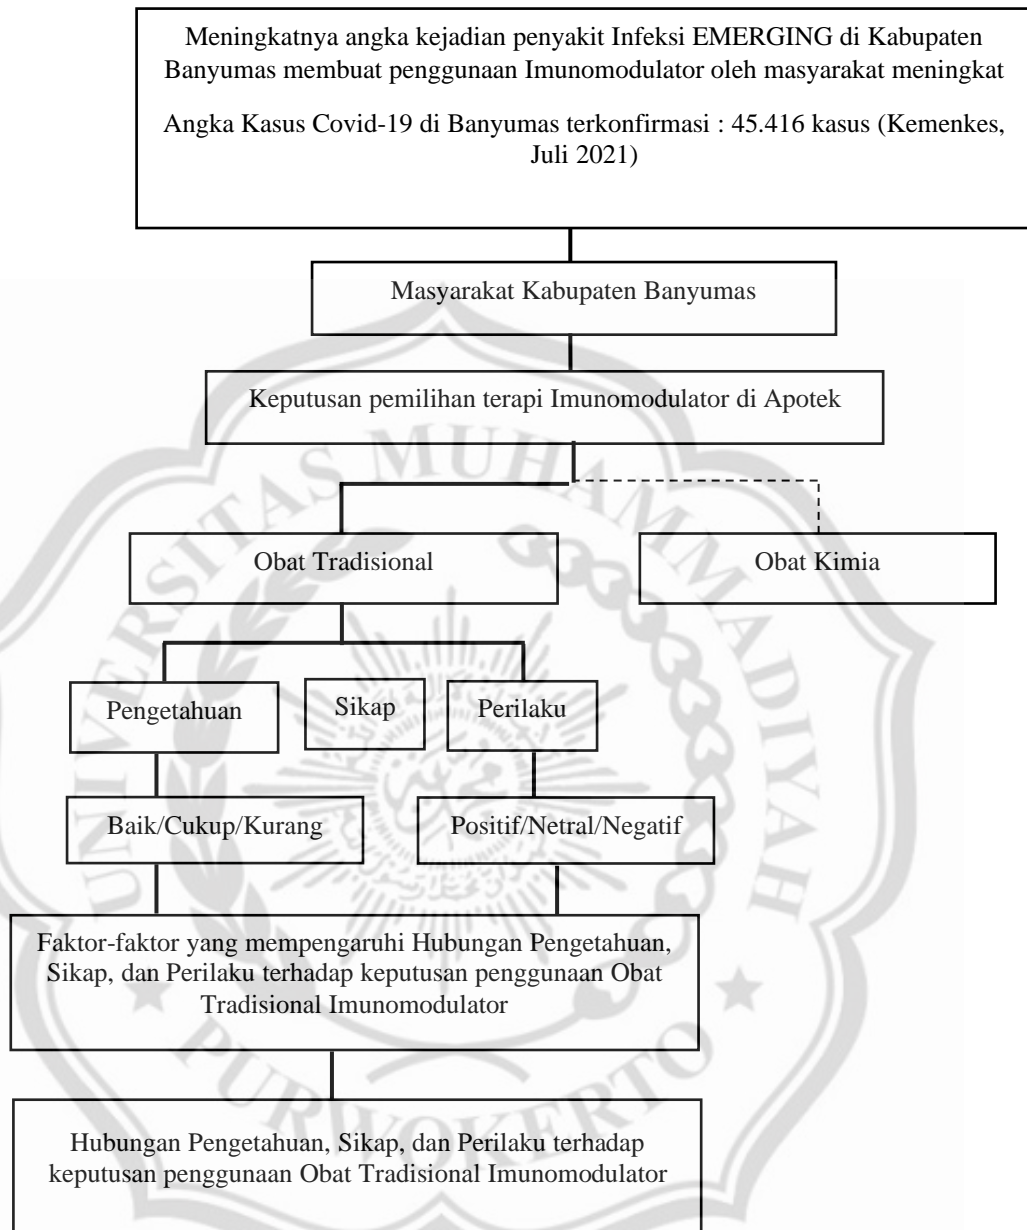 Meningkatnya angka kejadian penyakit Infeksi EMERGING di Kabupaten
Banyumas membuat penggunaan Imunomodulator oleh masyarakat meningkat
Angka Kasus Covid-19 di Banyumas terkonfirmasi : 45.416 kasus (Kemenkes,
Juli 2021)
Masyarakat Kabupaten Banyumas
Keputusan pemilihan terapi Imunomodulator di Apotek
UNIVERSITAS MUHAMMADIYAH
Obat Tradisional
Obat Kimia
Pengetahuan
Sikap
Perilaku
Baik/Cukup/Kurang
Positif/Netral/Negatif
Faktor-faktor yang mempengaruhi Hubungan Pengetahuan,
Sikap, dan Perilaku terhadap keputusan penggunaan Obat
Tradisional Imunomodulator
PURWOKERTO
Hubungan Pengetahuan, Sikap, dan Perilaku terhadap
keputusan penggunaan Obat Tradisional Imunomodulator